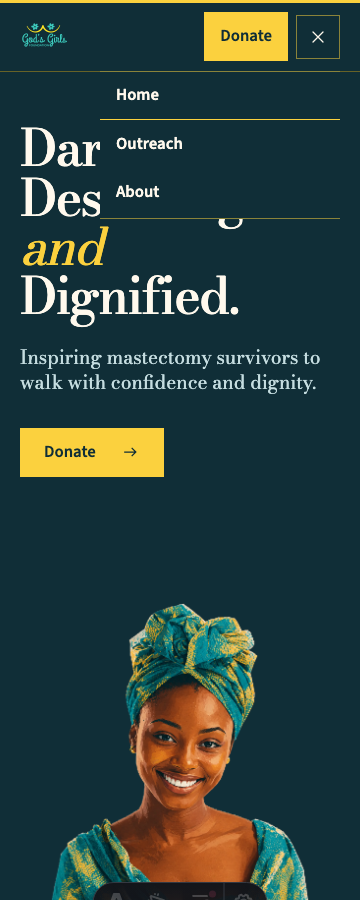 God's Girls
Donate
Home
Outreach
About
Dar
Des
and
Dignified.
Inspiring mastectomy survivors to
walk with confidence and dignity.
Donate